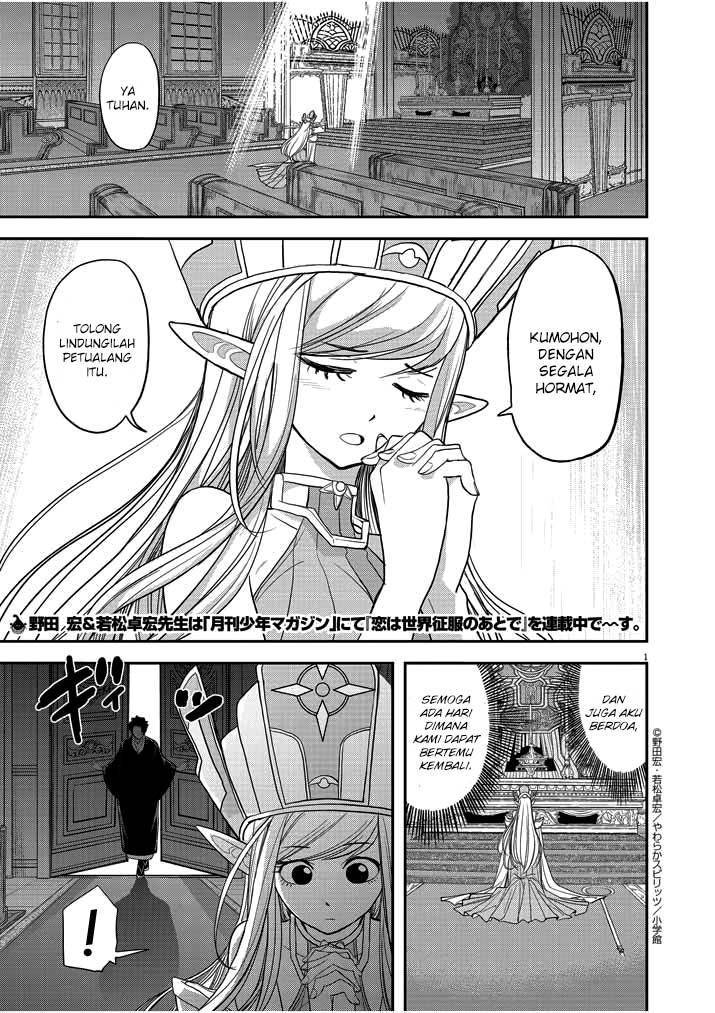 YA
TUHAN.
KUMOHON,
DENGAN
SEGALA
HORMAT,
TOLONG
LINDUNGILAH
PETUALANG
ITU.
野田 宏&若松卓宏先生は「月刊少年マガジン」にて『恋は世界征服のあとで』を連載中で〜〜す。
1
DAN
JUGA AKU
BERDOA,
SEMOGA
ADA HARI
DIMANA
KAMI DAPAT
BERTEMU
KEMBALI.
©野田宏・若松卓宏／やわらかスピリッツ／小学館
ギィッ
!